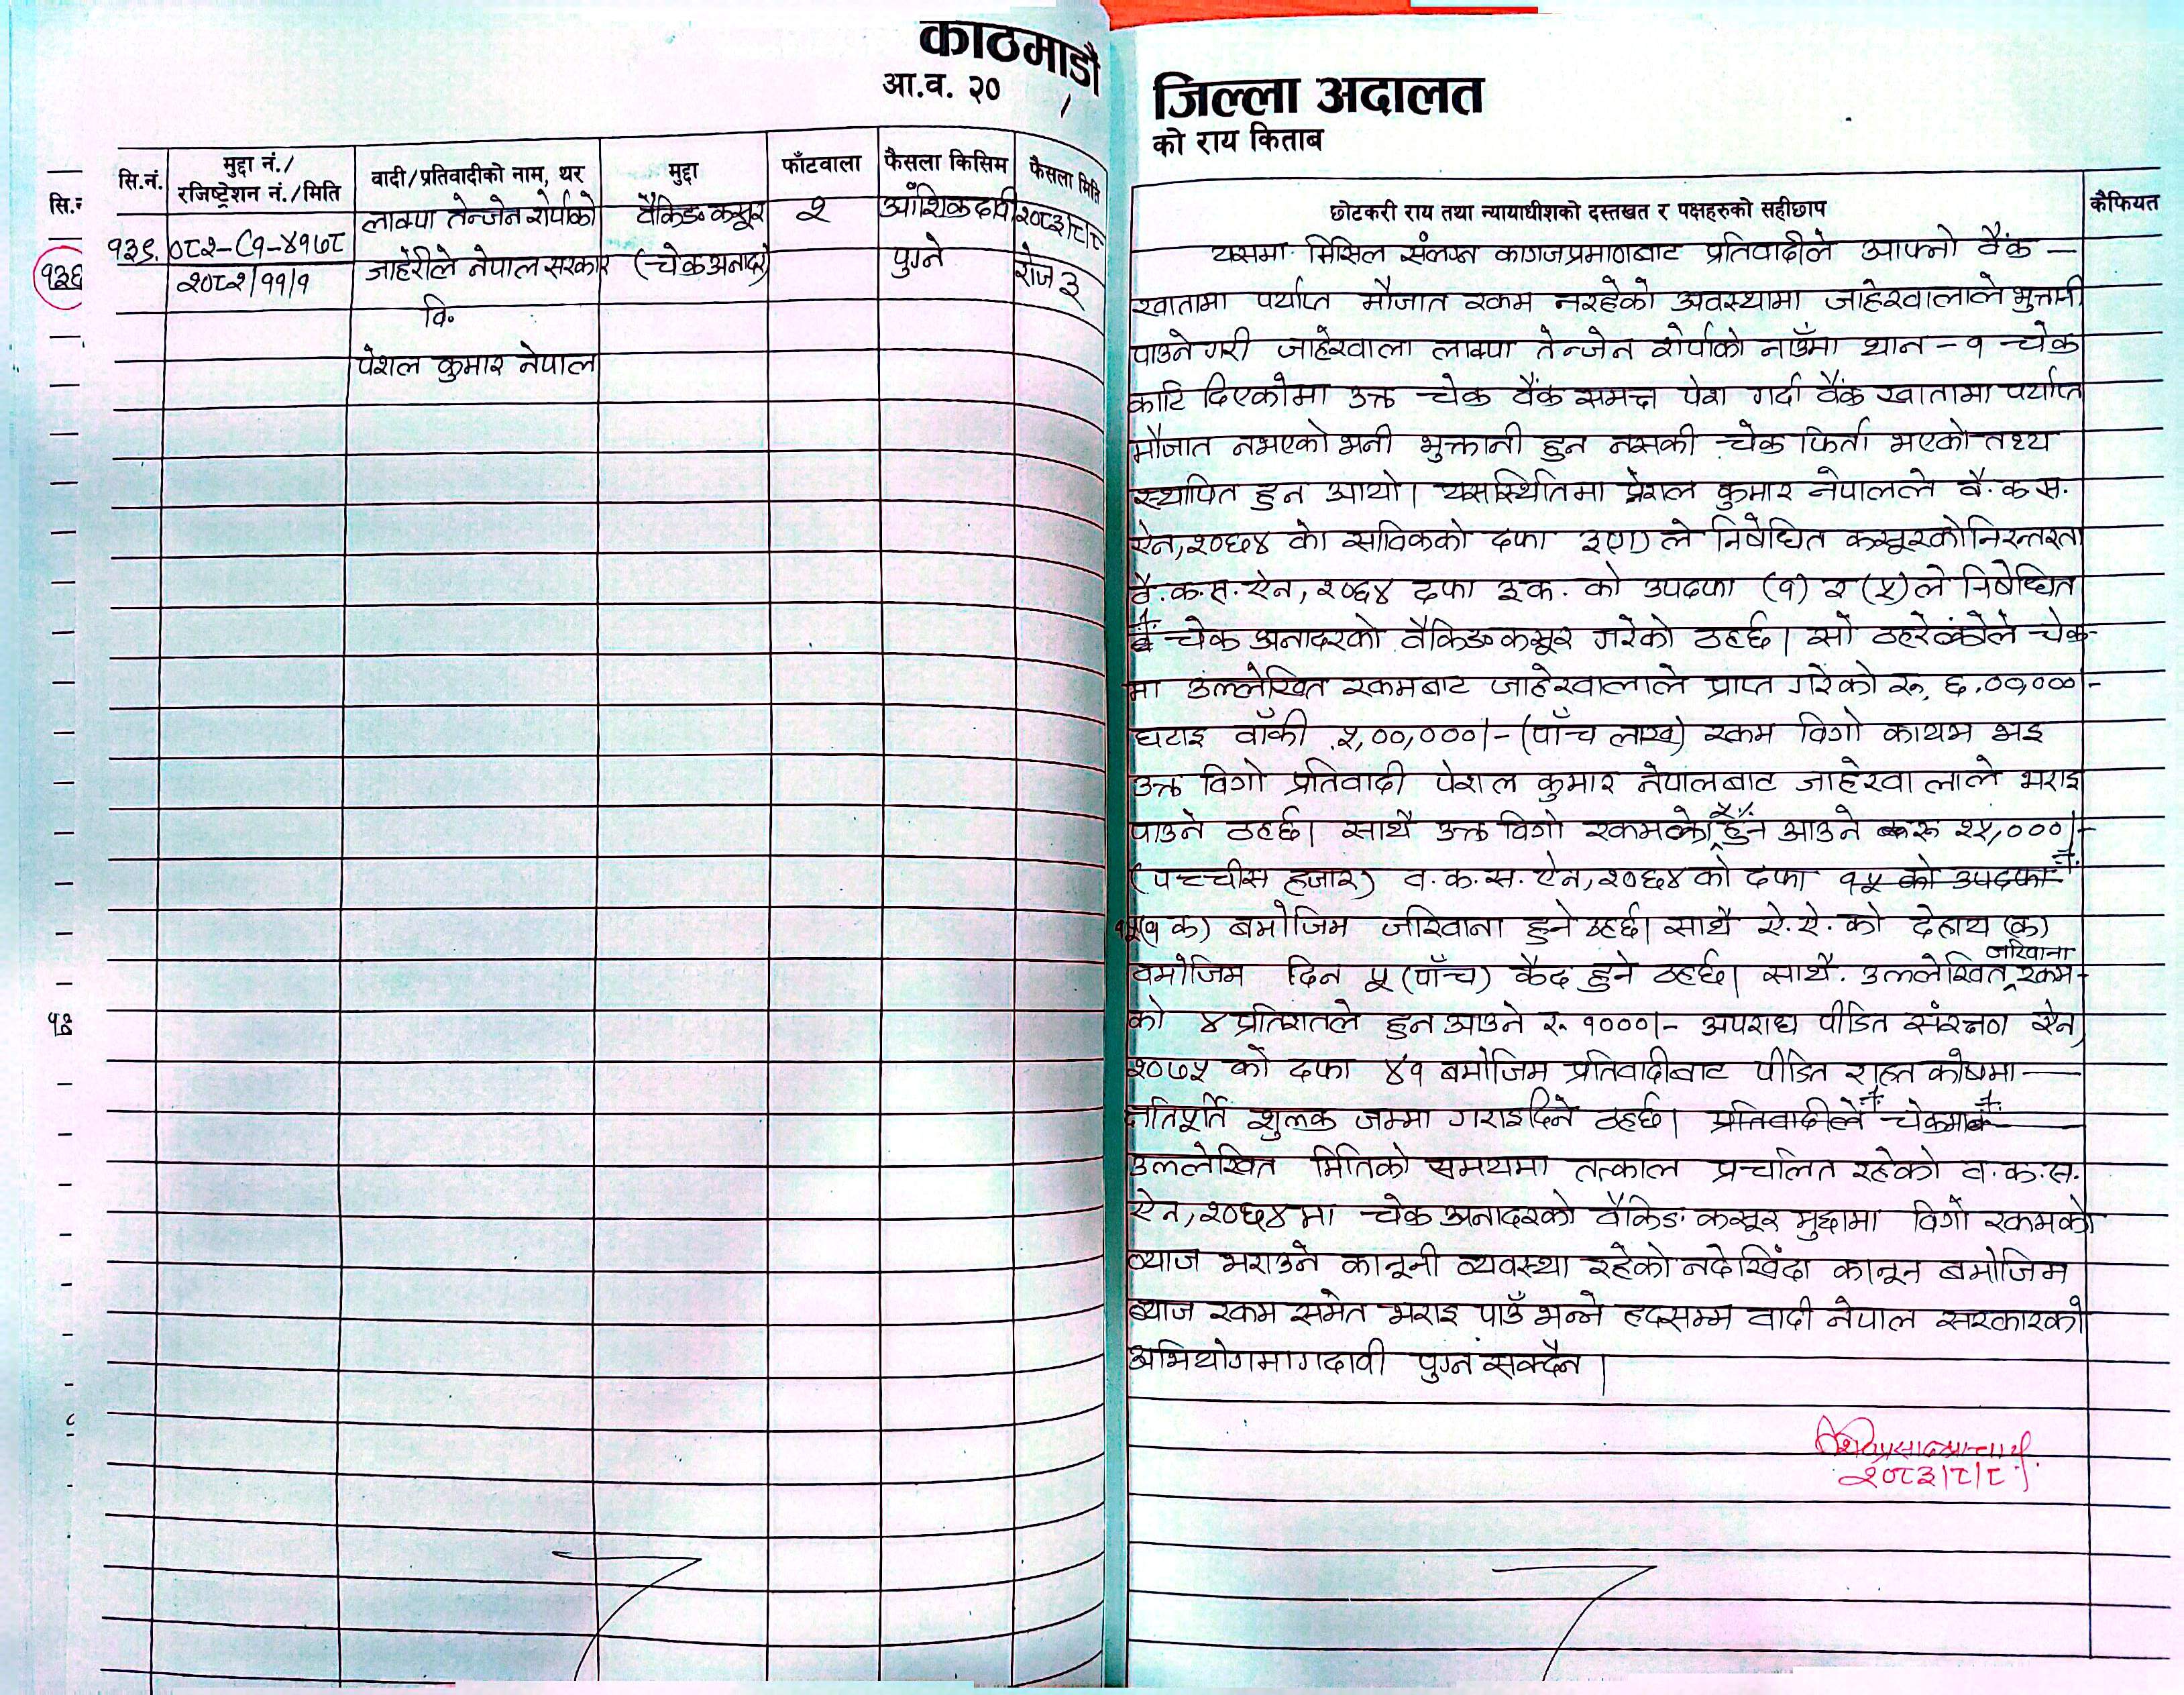 काठमाडौं
आ.व. २०
सि.नं. मुद्दा नं./ रजिष्ट्रेशन नं./मिति वादी/प्रतिवादीको नाम, थर मुद्दा फाँटवाला फैसला किसिम फैसला मिति
१३९. ०८२-C१-४१७८ लाक्पा तेन्जेन शेर्पाको बैकिङ कसूर २ आंशिक दावी २०८३/८/८
२०८२/११/१ जाहेरीले नेपाल सरकार (चेक अनादर) पुग्ने रोज ३
वि.
पेशल कुमार नेपाल
सि.
१३६
जिल्ला अदालत
को राय किताब
छोटकरी राय तथा न्यायाधीशको दस्तखत र पक्षहरुको सहीछाप कैफियत
यसमा मिसिल संलग्न कागज प्रमाणबाट प्रतिवादीले आफ्नो बैंक
खातामा पर्याप्त मौजात रकम नरहेको अवस्थामा जाहेरवालाले भुक्तानी
पाउने गरी जाहेरवाला लाक्पा तेन्जेन शेर्पाको नाउँमा थान-१ चेक
काटि दिएकोमा उक्त चेक बैंक समक्ष पेश गर्दा बैंक खातामा पर्याप्त
मौजात नभएको भनी भुक्तानी हुन नसकी चेक फिर्ता भएको तथ्य
स्थापित हुन आयो। यसस्थितिमा पेशल कुमार नेपालले बै.क.स.
ऐन, २०६४ को साविकको दफा ३ ले निषेधित कसूरको निरन्तरता
बै.क.स. ऐन, २०६४ दफा ३क. को उपदफा (१) र (५) ले निषेधित
चेक अनादरको बैकिङ कसूर गरेको ठहर्छ। सो ठहरेकोले चेक-
मा उल्लेखित रकमबाट जाहेरवालाले प्राप्त गरेको रू. ६,००,०००/-
घटाइ बाँकी ५,००,०००/- (पाँच लाख) रकम विगो कायम भइ
उक्त विगो प्रतिवादी पेशल कुमार नेपालबाट जाहेरवालाले भराइ
पाउने ठहर्छ। साथै उक्त विगो रकमको हुन आउने रू २५,०००/-
(पच्चीस हजार) व.क.स. ऐन, २०६४ को दफा १५ को उपदफा
१५(१क) बमोजिम जरिवाना हुने ठहर्छ। साथै ऐ.ऐ. को देहाय (क)
बमोजिम दिन ५ (पाँच) कैद हुने ठहर्छ। साथै उल्लेखित जरिवाना रकम-
को ४ प्रतिशतले हुन आउने रू १०००/- अपराध पीडित संरक्षण ऐन,
२०७५ को दफा ४१ बमोजिम प्रतिवादीबाट पीडित राहत कोषमा
क्षतिपूर्ति शुल्क जम्मा गराइदिने ठहर्छ। प्रतिवादीले चेकमा
उल्लेखित मितिको समयमा तत्काल प्रचलित रहेको व.क.स.
ऐन, २०६४ मा चेक अनादरको बैकिङ कसूर मुद्दामा विगो रकमको
ब्याज भराउने कानूनी व्यवस्था रहेको नदेखिंदा कानून बमोजिम
ब्याज रकम समेत भराइ पाउँ भन्ने हदसम्म वादी नेपाल सरकारको
अभियोग मागदावी पुग्न सक्दैन।
२०८३/८/८